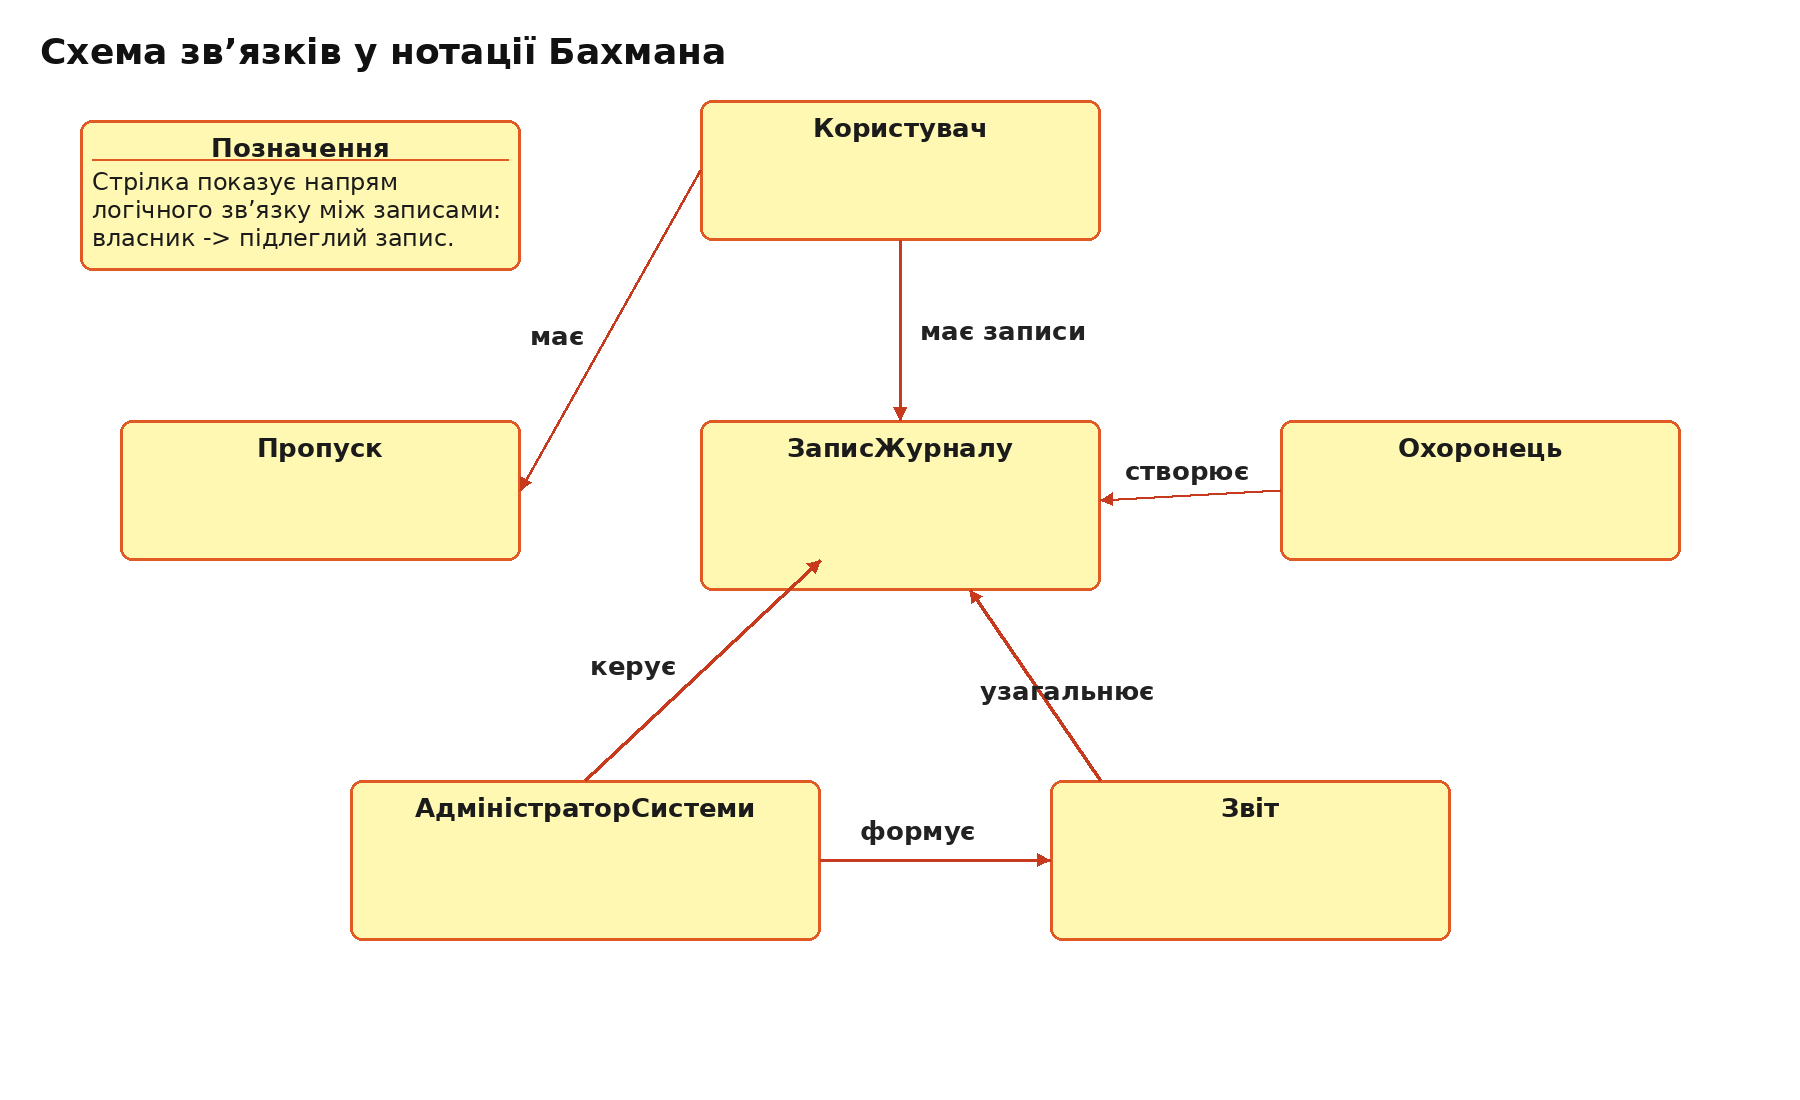 Схема зв’язків у нотації Бахмана
Позначення
Стрілка показує напрям
логічного зв’язку між записами:
власник -> підлеглий запис.
Користувач
має
має записи
Пропуск
ЗаписЖурналу
створює
Охоронець
керує
узагальнює
АдміністраторСистеми
формує
Звіт